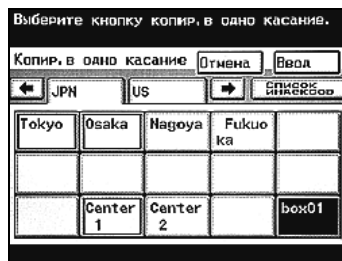 Выберите кнопку копир. в одно касание.
Копир. в одно касание Отмена Ввод
JPN US Список индексов
Tokyo Osaka Nagoya Fukuo
ka
Center Center box01
1 2